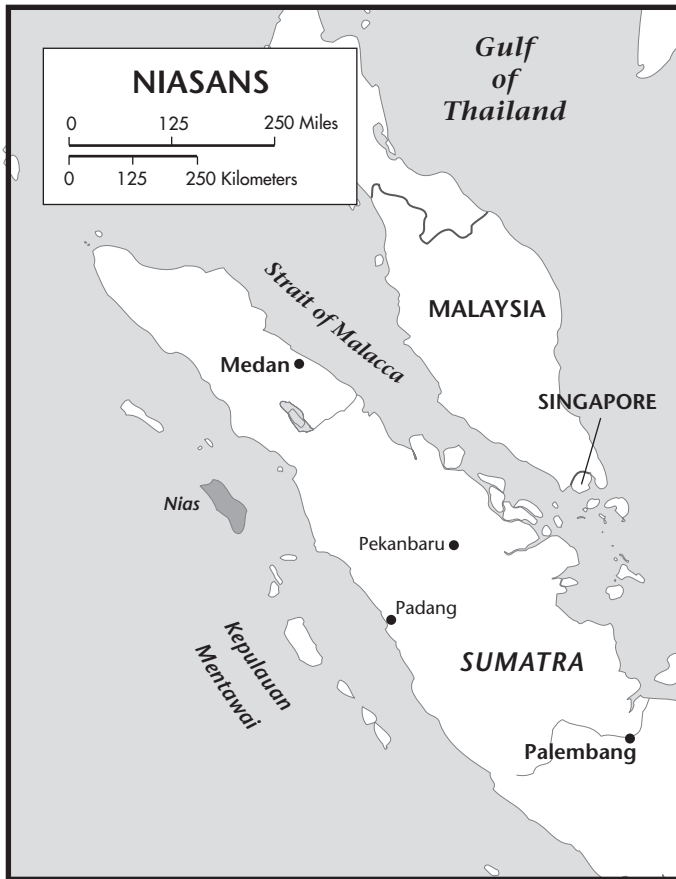 NIASANS
0 125 250 Miles
0 125 250 Kilometers
Gulf
of
Thailand
Strait of Malacca
MALAYSIA
Medan
SINGAPORE
Nias
Pekanbaru
Padang
Kepulauan
Mentawai
SUMATRA
Palembang